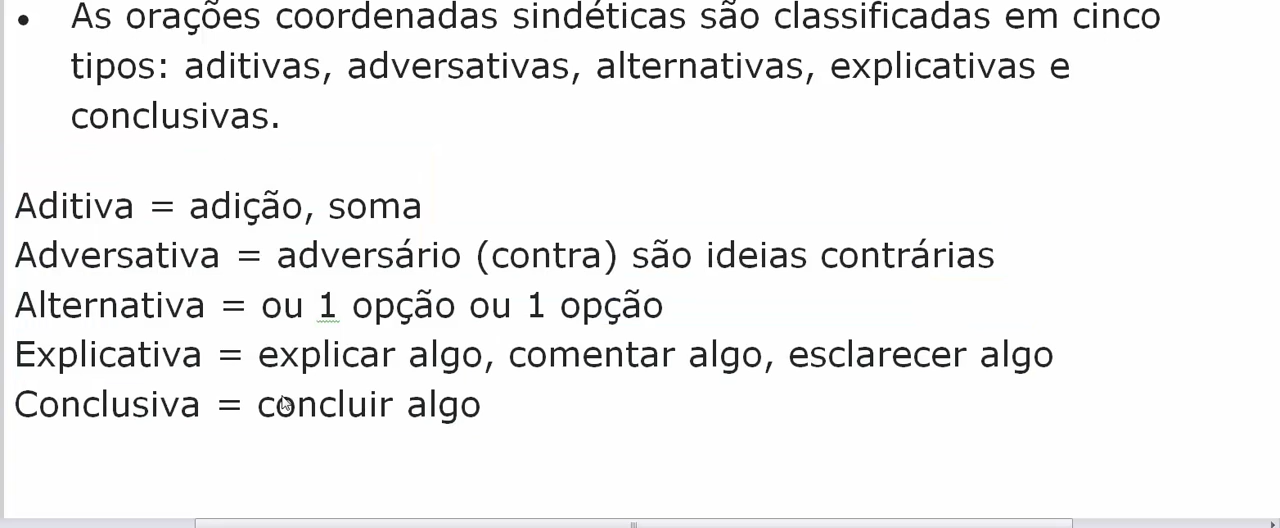 • As orações coordenadas sindéticas são classificadas em cinco
tipos: aditivas, adversativas, alternativas, explicativas e
conclusivas.
Aditiva = adição, soma
Adversativa = adversário (contra) são ideias contrárias
Alternativa = ou 1 opção ou 1 opção
Explicativa = explicar algo, comentar algo, esclarecer algo
Conclusiva = concluir algo